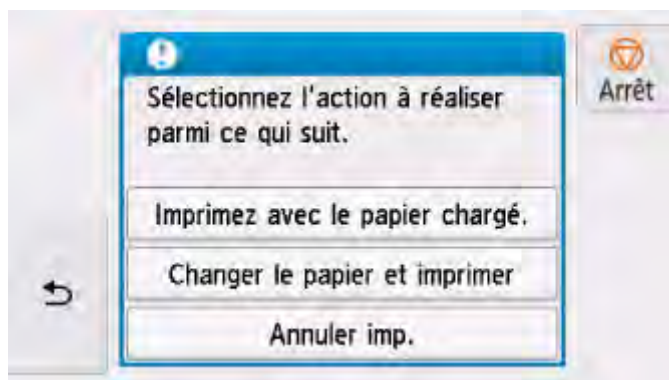 Sélectionnez l'action à réaliser
parmi ce qui suit.
Imprimez avec le papier chargé.
Changer le papier et imprimer
Annuler imp.
Arrêt